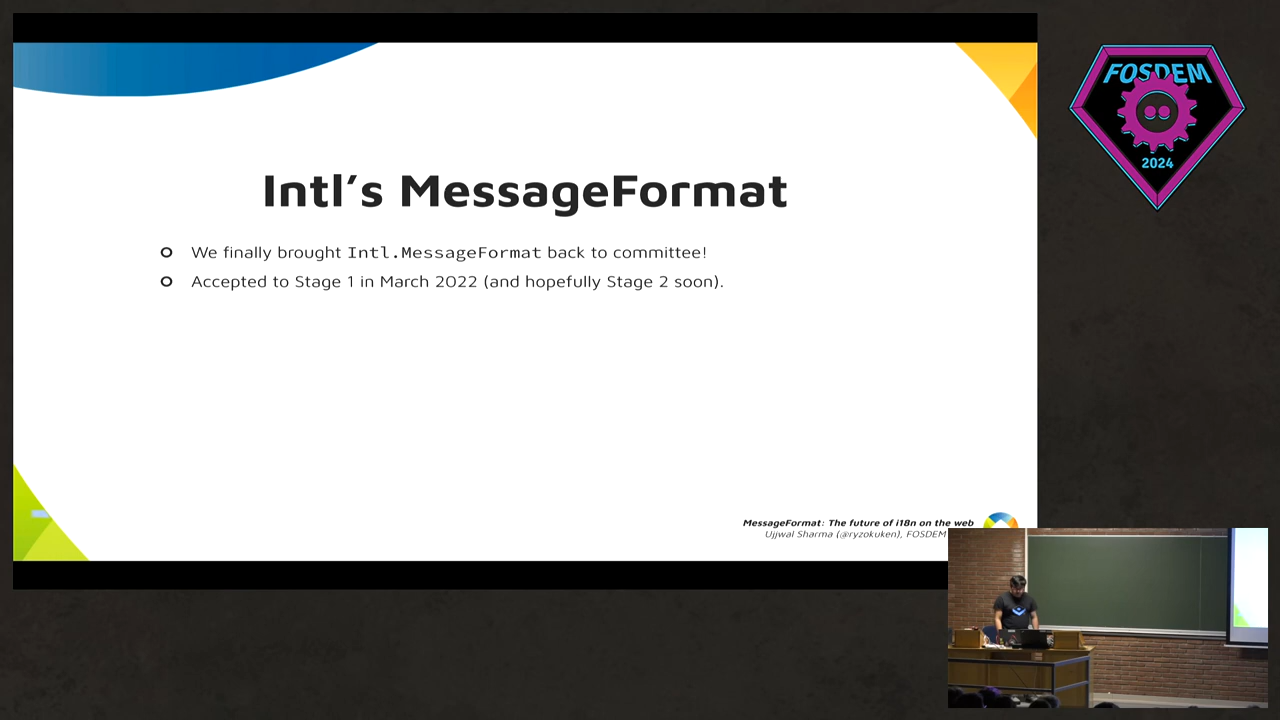 Intl’s MessageFormat
We finally brought Intl.MessageFormat back to committee!
Accepted to Stage 1 in March 2022 (and hopefully Stage 2 soon).
MessageFormat: The future of i18n on the web
Ujjwal Sharma (@ryzokuken), FOSDEM
FOSDEM
2024